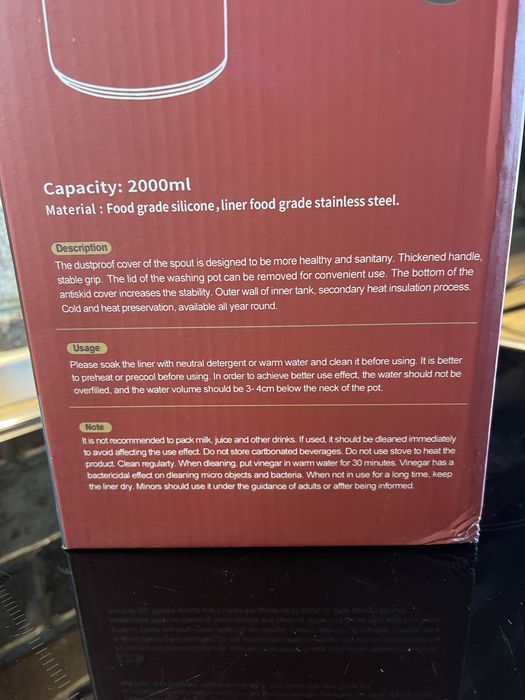 Capacity: 2000ml
Material : Food grade silicone, liner food grade stainless steel.
Description
The dustproof cover of the spout is designed to be more healthy and sanitany. Thickened handle,
stable grip. The lid of the washing pot can be removed for convenient use. The bottom of the
antiskid cover increases the stability. Outer wall of inner tank, secondary heat insulation process.
Cold and heat preservation, available all year round.
Usage
Please soak the liner with neutral detergent or warm water and clean it before using. It is better
to preheat or precool before using. In order to achieve better use effect, the water should not be
overfilled, and the water volume should be 3- 4cm below the neck of the pot.
Note
It is not recommended to pack milk, juice and other drinks. If used, it should be dleaned immediately
to avoid affecting the use effect. Do not store cartbonated beverages. Do not use stove to heat the
product. Clean regularty. When dleaning, put vinegar in warm water for 30 minutes. Vinegar has a
bactericidal effect on dleaning micro objects and bacteria. When not in use for a long time, keep
the liner dry. Minors should use it under the guidance of adults or affter being informed.